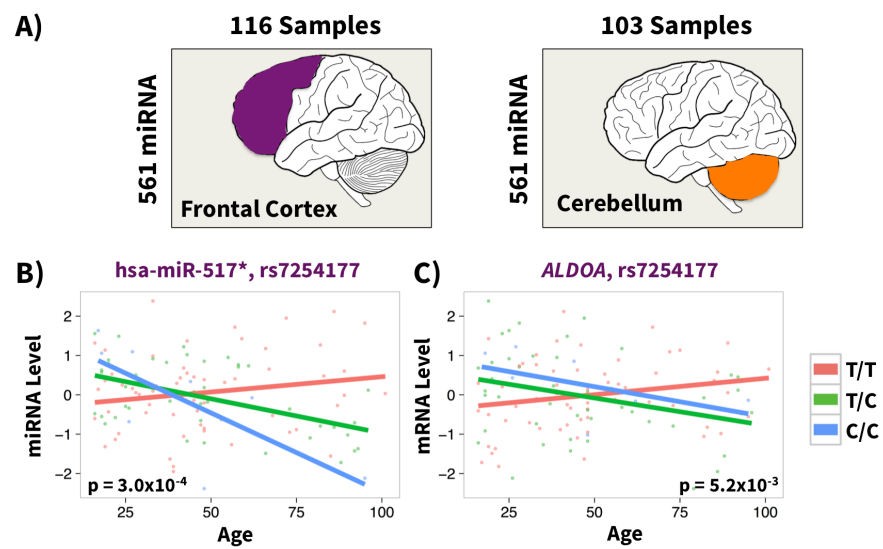 A)
116 Samples
103 Samples
561 miRNA
Frontal Cortex
561 miRNA
Cerebellum
B)
hsa-miR-517*, rs7254177
C)
ALDOA, rs7254177
miRNA Level
2
1
0
−1
−2
p = 3.0x10⁻⁴
25
50
75
100
Age
mRNA Level
2
1
0
−1
−2
p = 5.2x10⁻³
25
50
75
100
Age
T/T
T/C
C/C